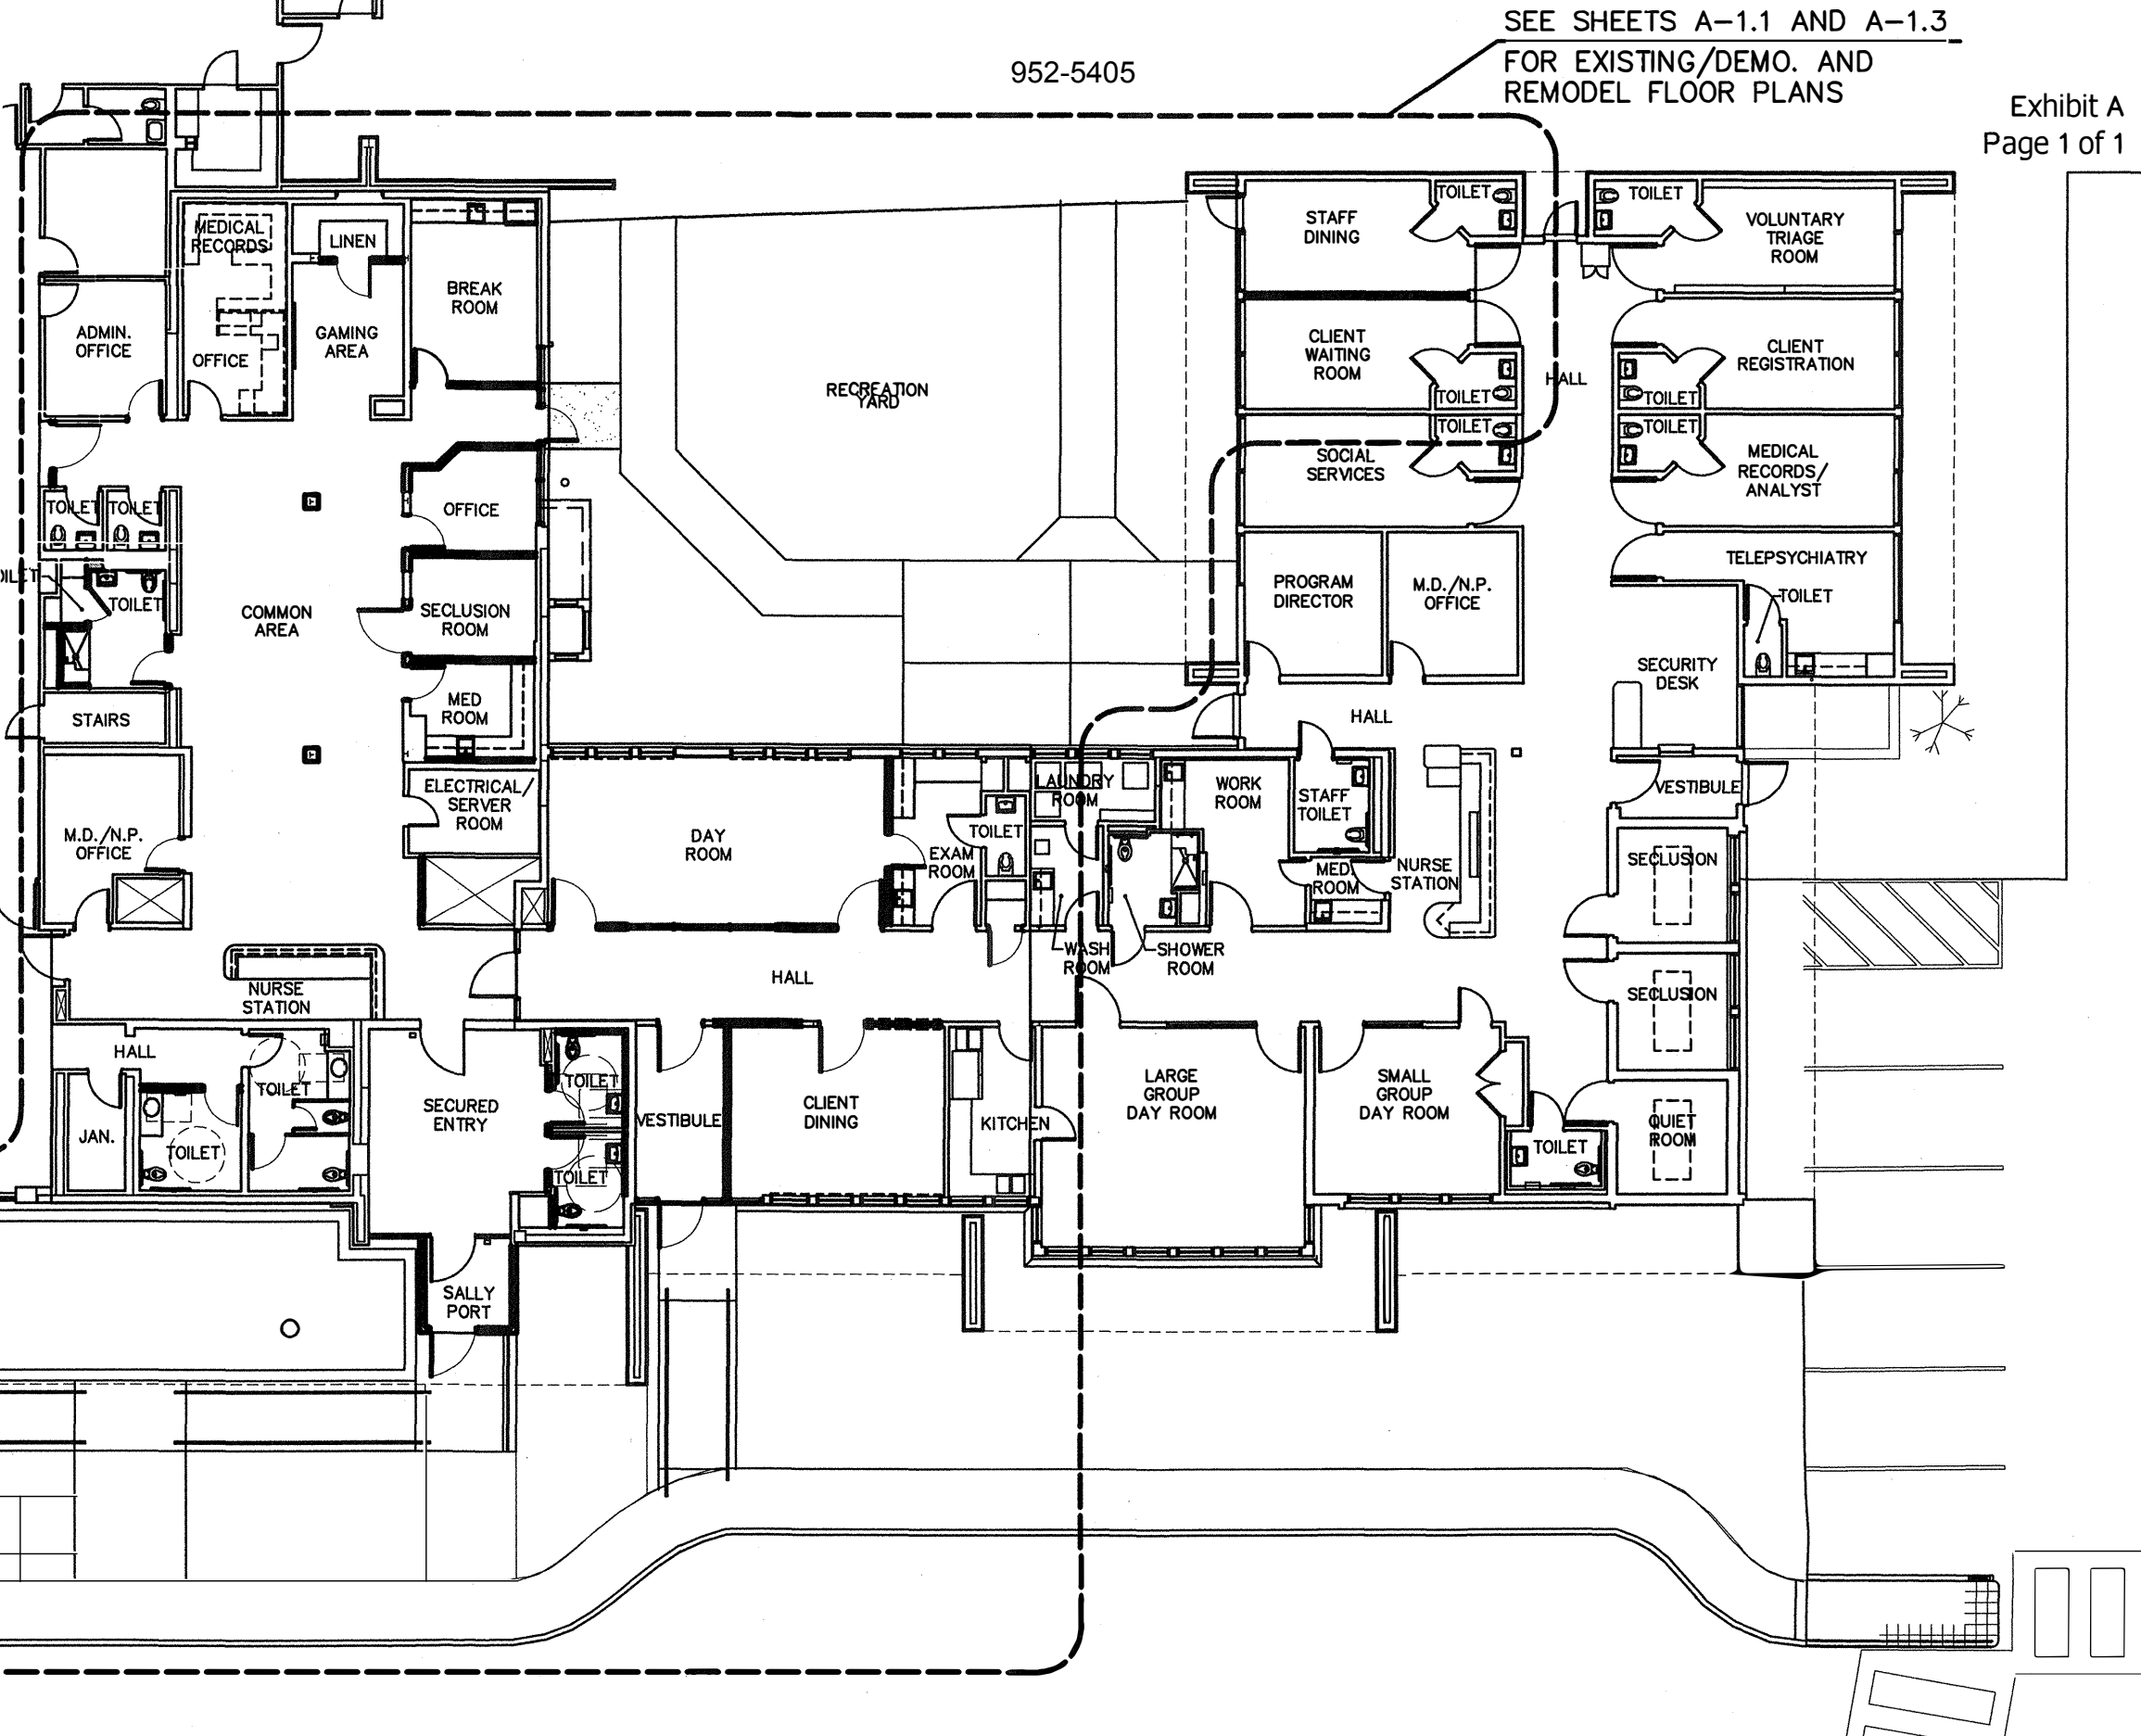 SEE SHEETS A-1.1 AND A-1.3
FOR EXISTING/DEMO. AND
REMODEL FLOOR PLANS
952-5405
Exhibit A
Page 1 of 1
MEDICAL
RECORDS
LINEN
BREAK
ROOM
ADMIN.
OFFICE
OFFICE
GAMING
AREA
RECREATION
YARD
STAFF
DINING
TOILET
TOILET
VOLUNTARY
TRIAGE
ROOM
CLIENT
WAITING
ROOM
TOILET
HALL
TOILET
CLIENT
REGISTRATION
SOCIAL
SERVICES
TOILET
TOILET
MEDICAL
RECORDS/
ANALYST
TOILET
TOILET
OFFICE
TOILET
COMMON
AREA
SECLUSION
ROOM
PROGRAM
DIRECTOR
M.D./N.P.
OFFICE
TELEPSYCHIATRY
TOILET
SECURITY
DESK
STAIRS
MED
ROOM
HALL
M.D./N.P.
OFFICE
ELECTRICAL/
SERVER
ROOM
DAY
ROOM
EXAM
ROOM
TOILET
LAUNDRY
ROOM
WORK
ROOM
STAFF
TOILET
MED.
ROOM
NURSE
STATION
VESTIBULE
SECLUSION
NURSE
STATION
HALL
WASH
ROOM
SHOWER
ROOM
SECLUSION
HALL
JAN.
TOILET
TOILET
SECURED
ENTRY
TOILET
TOILET
VESTIBULE
CLIENT
DINING
KITCHEN
LARGE
GROUP
DAY ROOM
SMALL
GROUP
DAY ROOM
TOILET
QUIET
ROOM
SALLY
PORT